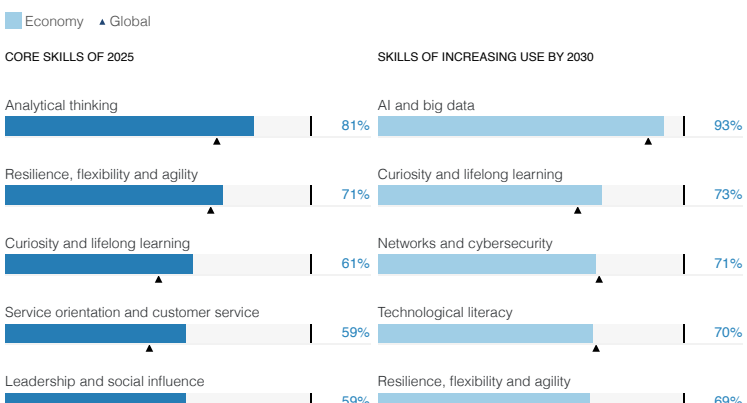 Economy Global
CORE SKILLS OF 2025
Analytical thinking
81%
Resilience, flexibility and agility
71%
Curiosity and lifelong learning
61%
Service orientation and customer service
59%
Leadership and social influence
59%
SKILLS OF INCREASING USE BY 2030
AI and big data
93%
Curiosity and lifelong learning
73%
Networks and cybersecurity
71%
Technological literacy
70%
Resilience, flexibility and agility
69%